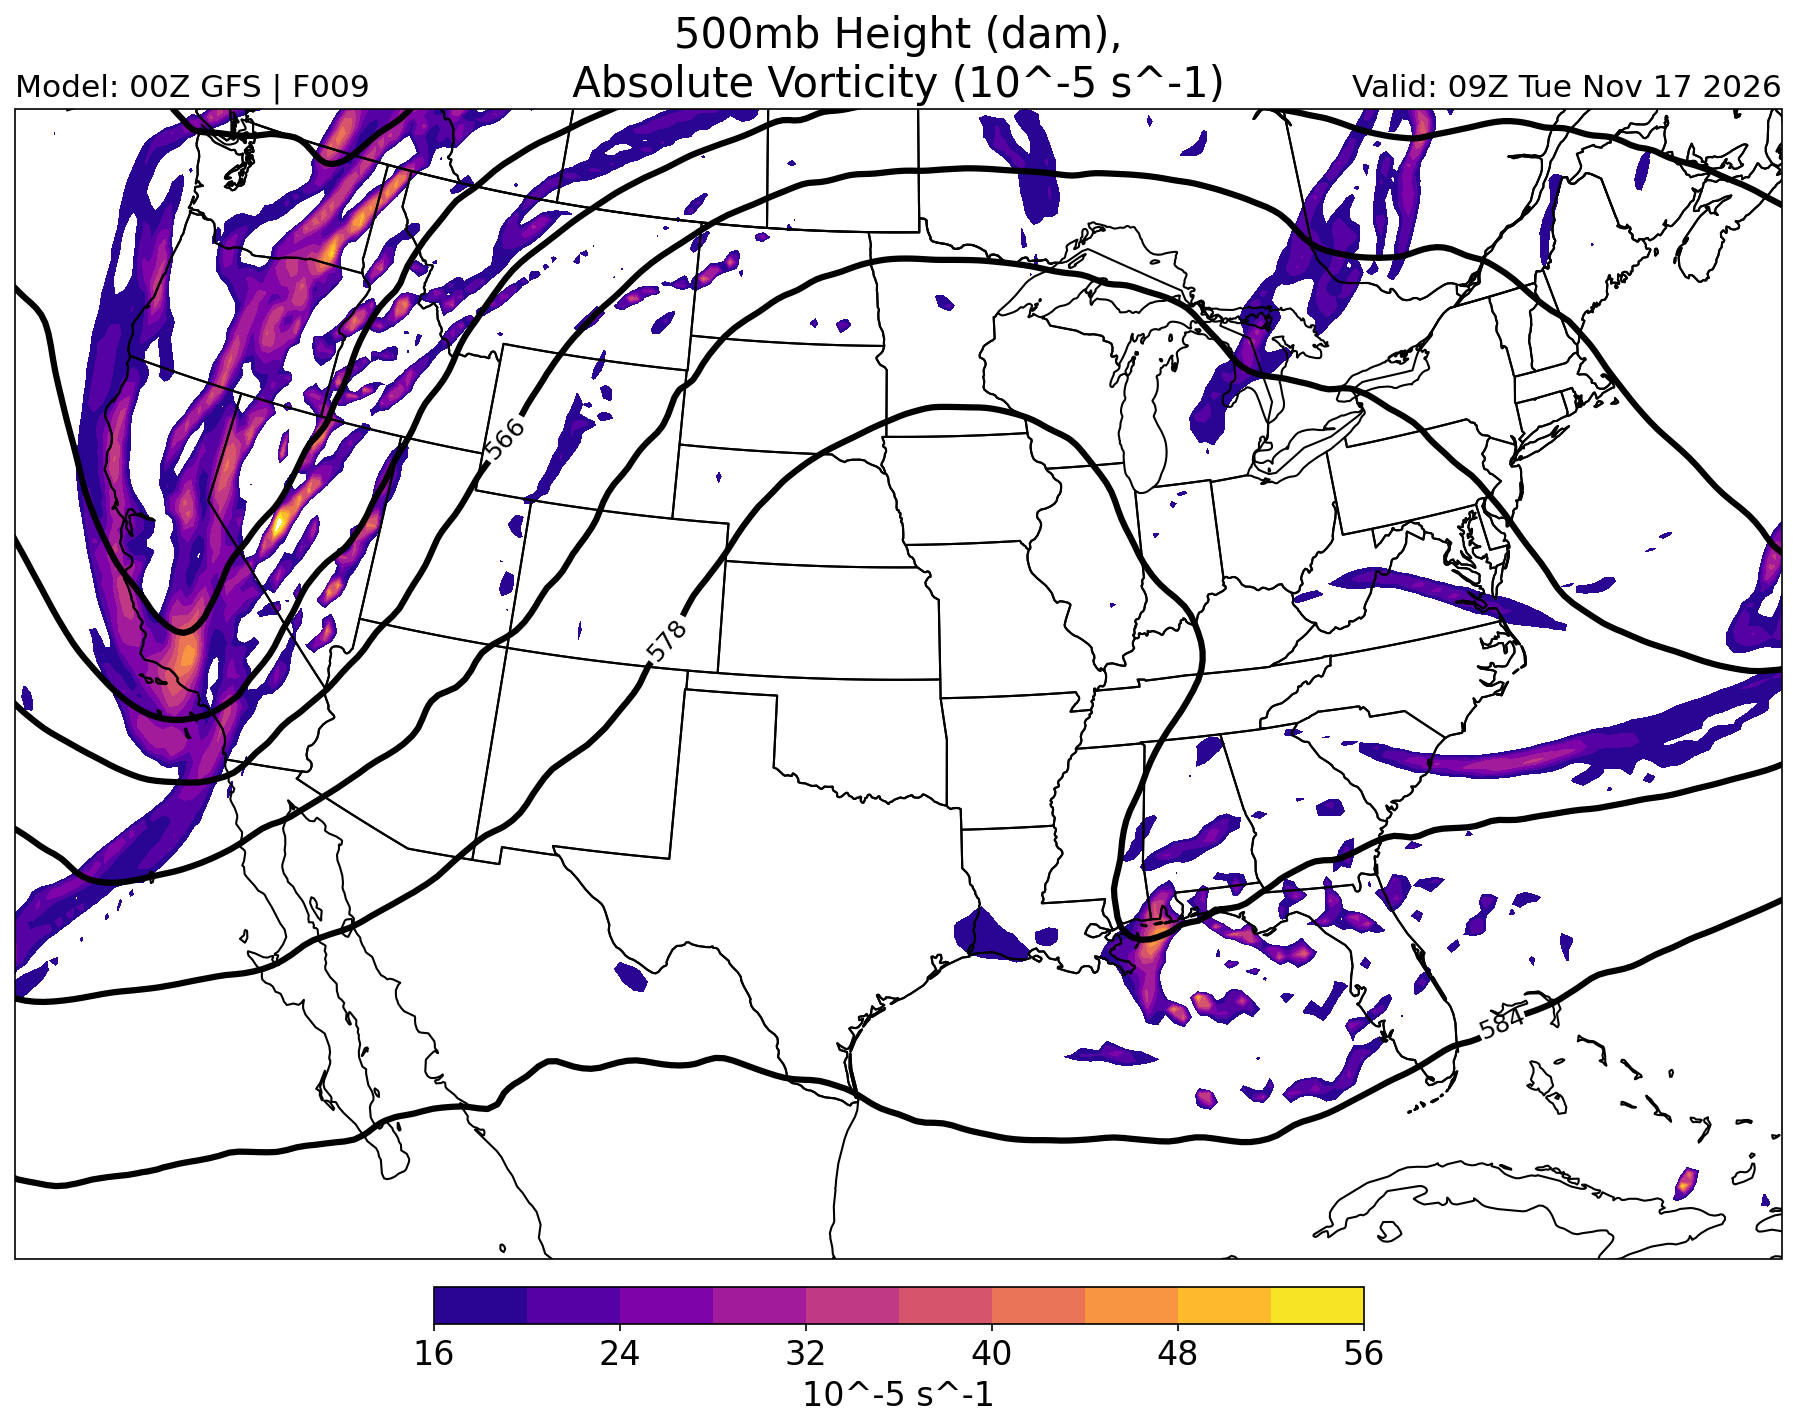 500mb Height (dam),
Absolute Vorticity (10^-5 s^-1)
Model: 00Z GFS | F009
Valid: 09Z Tue Nov 17 2026
566
578
584
16 24 32 40 48 56
10^-5 s^-1